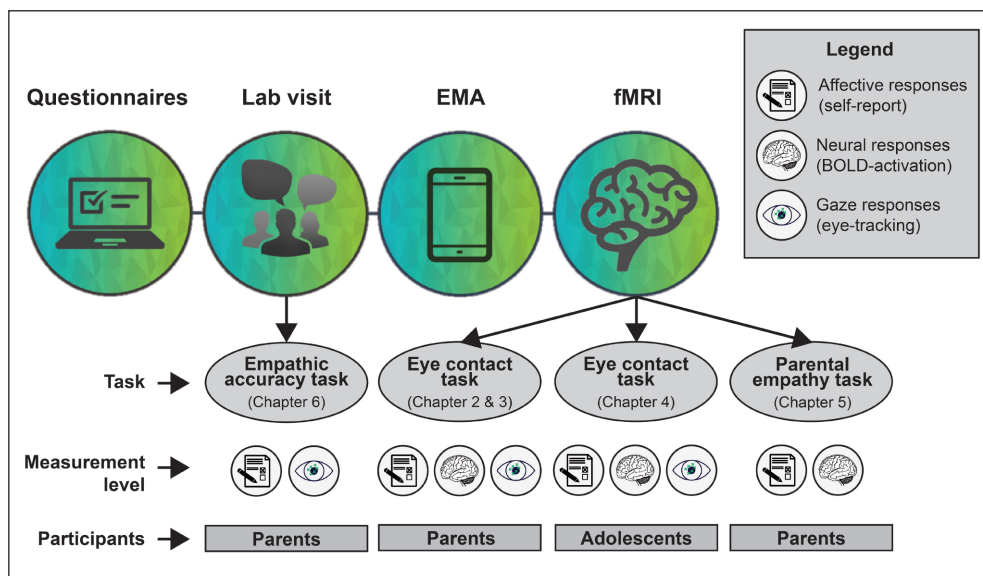 Questionnaires
Lab visit
EMA
fMRI
Legend
Affective responses
(self-report)
Neural responses
(BOLD-activation)
Gaze responses
(eye-tracking)
Task
Empathic
accuracy task
(Chapter 6)
Eye contact
task
(Chapter 2 & 3)
Eye contact
task
(Chapter 4)
Parental
empathy task
(Chapter 5)
Measurement
level
Participants
Parents
Parents
Adolescents
Parents